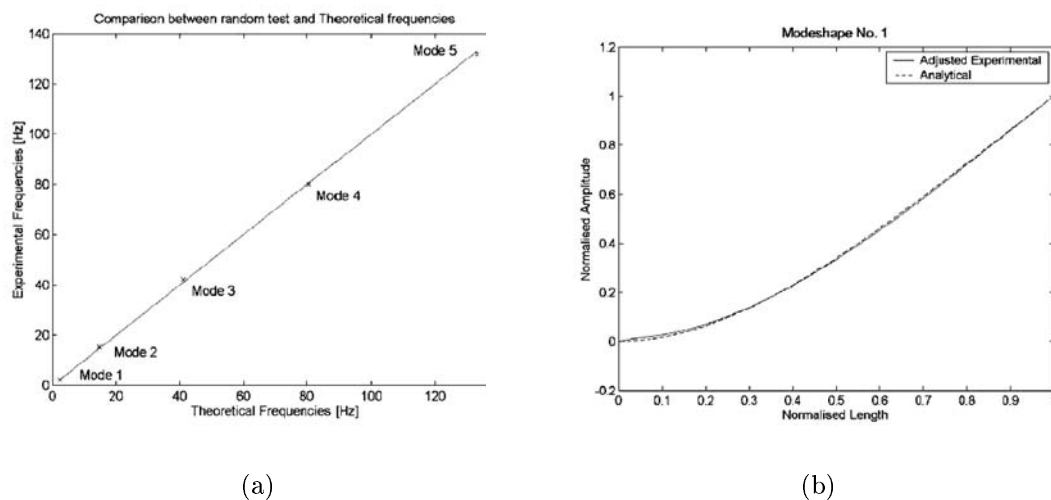 Comparison between random test and Theoretical frequencies
140
120
100
80
60
40
20
0
Experimental Frequencies [Hz]
Mode 5
Mode 4
Mode 3
Mode 2
Mode 1
0 20 40 60 80 100 120
Theoretical Frequencies [Hz]
(a)
Modeshape No. 1
1.2
1
0.8
0.6
0.4
0.2
0
-0.2
Normalised Amplitude
Adjusted Experimental
Analytical
0 0.1 0.2 0.3 0.4 0.5 0.6 0.7 0.8 0.9
Normalised Length
(b)